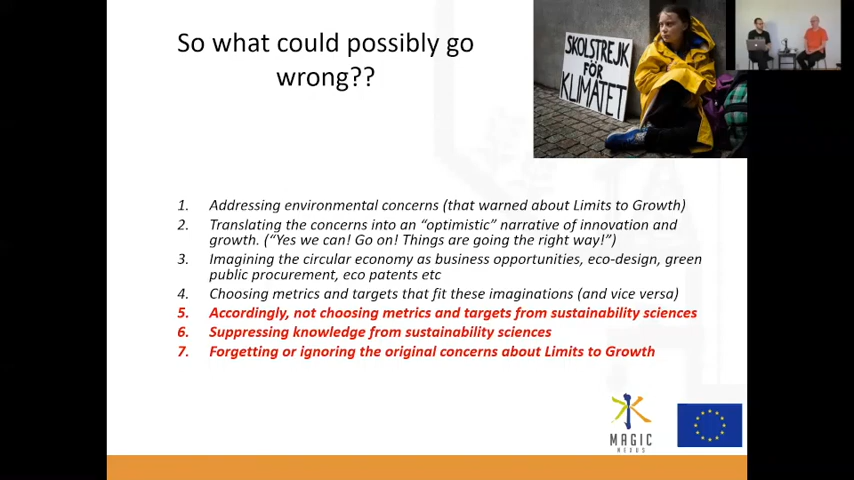 So what could possibly go
wrong??
SKOLSTREJK
FÖR
KLIMATET
1. Addressing environmental concerns (that warned about Limits to Growth)
2. Translating the concerns into an “optimistic” narrative of innovation and
growth. (“Yes we can! Go on! Things are going the right way!”)
3. Imagining the circular economy as business opportunities, eco-design, green
public procurement, eco patents etc
4. Choosing metrics and targets that fit these imaginations (and vice versa)
5. Accordingly, not choosing metrics and targets from sustainability sciences
6. Suppressing knowledge from sustainability sciences
7. Forgetting or ignoring the original concerns about Limits to Growth
MAGIC
NEXUS